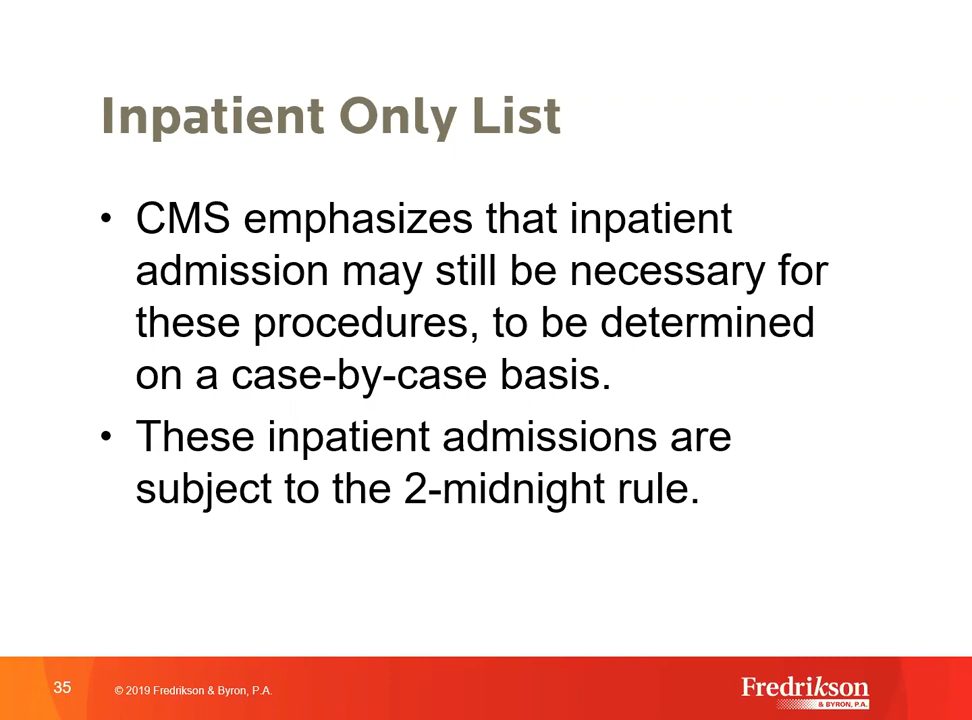 Inpatient Only List
• CMS emphasizes that inpatient
admission may still be necessary for
these procedures, to be determined
on a case-by-case basis.
• These inpatient admissions are
subject to the 2-midnight rule.
35
© 2019 Fredrikson & Byron, P.A.
Fredrikson
& BYRON, P.A.